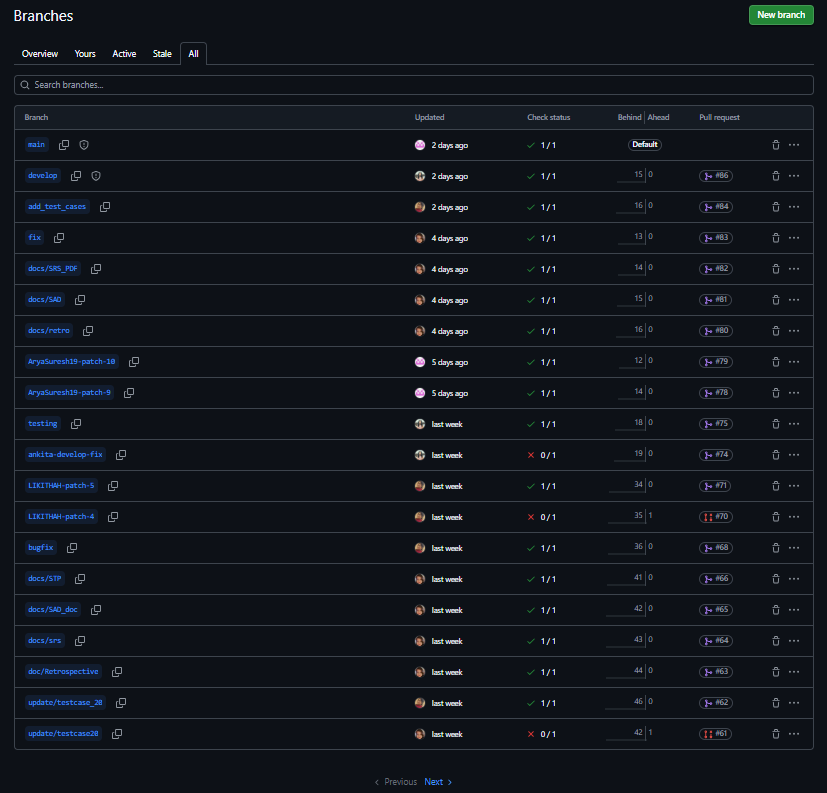 Branches
New branch
Overview Yours Active Stale All
Search branches...
Branch Updated Check status Behind Ahead Pull request
main 2 days ago 1 / 1 Default
develop 2 days ago 1 / 1 15 0 #86
add_test_cases 2 days ago 1 / 1 16 0 #84
fix 4 days ago 1 / 1 13 0 #83
docs/SRS_PDF 4 days ago 1 / 1 14 0 #82
docs/SAD 4 days ago 1 / 1 15 0 #81
docs/retro 4 days ago 1 / 1 16 0 #80
AryaSuresh19-patch-10 5 days ago 1 / 1 12 0 #79
AryaSuresh19-patch-9 5 days ago 1 / 1 14 0 #78
testing last week 1 / 1 18 0 #75
ankita-develop-fix last week 0 / 1 19 0 #74
LIKITHAH-patch-5 last week 1 / 1 34 0 #71
LIKITHAH-patch-4 last week 0 / 1 35 1 #70
bugfix last week 1 / 1 36 0 #68
docs/STP last week 1 / 1 41 0 #66
docs/SAD_doc last week 1 / 1 42 0 #65
docs/srs last week 1 / 1 43 0 #64
doc/Retrospective last week 1 / 1 44 0 #63
update/testcase_20 last week 1 / 1 46 0 #62
update/testcase20 last week 0 / 1 42 1 #61
Previous Next